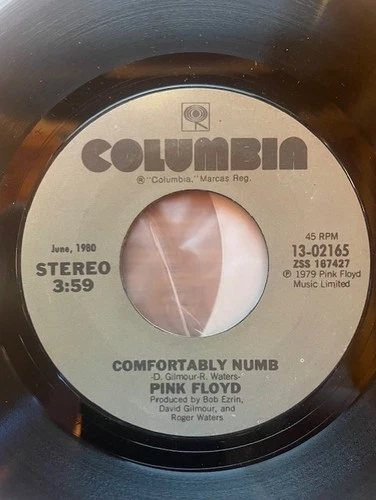 COLUMBIA
® "Columbia," Marcas Reg.
June, 1980
STEREO
3:59
45 RPM
13-02165
ZSS 167427
℗ 1979 Pink Floyd
Music Limited
COMFORTABLY NUMB
-D. Gilmour-R. Waters-
PINK FLOYD
Produced by Bob Ezrin,
David Gilmour, and
Roger Waters